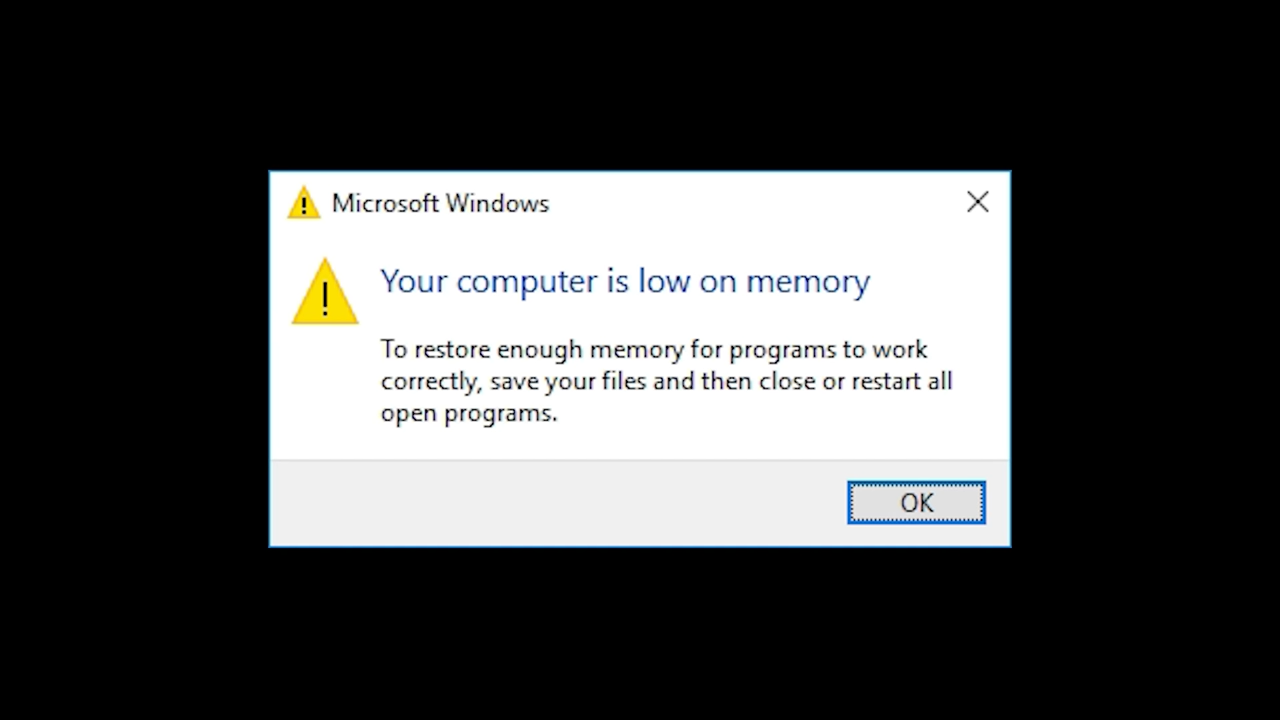 Microsoft Windows
Your computer is low on memory
To restore enough memory for programs to work
correctly, save your files and then close or restart all
open programs.
OK